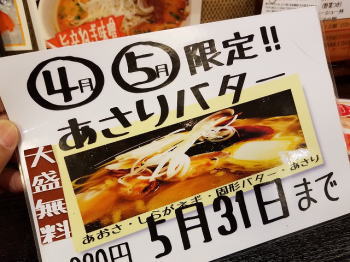 4月 5月限定!!
あさりバター
大盛無料
あおさ・しらがネギ・固形バター・あさり
5月31日まで